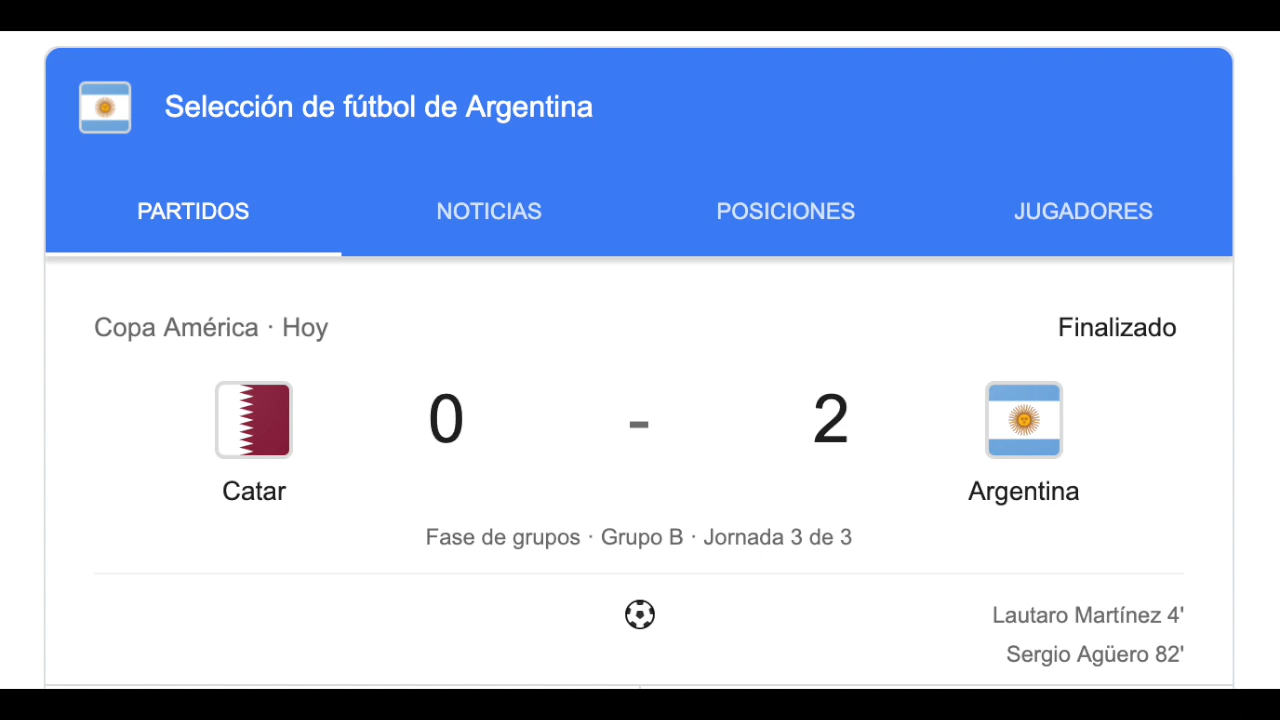 Selección de fútbol de Argentina
PARTIDOS NOTICIAS POSICIONES JUGADORES
Copa América · Hoy Finalizado
0 - 2
Catar Argentina
Fase de grupos · Grupo B · Jornada 3 de 3
Lautaro Martínez 4'
Sergio Agüero 82'